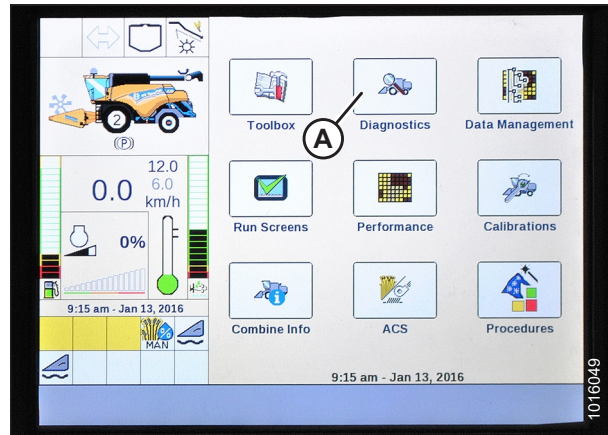 2
(P)
12.0
6.0
0.0
km/h
0%
9:15 am - Jan 13, 2016
%
MAN
Toolbox
Diagnostics
Data Management
A
Run Screens
Performance
Calibrations
Combine Info
ACS
Procedures
9:15 am - Jan 13, 2016
1016049